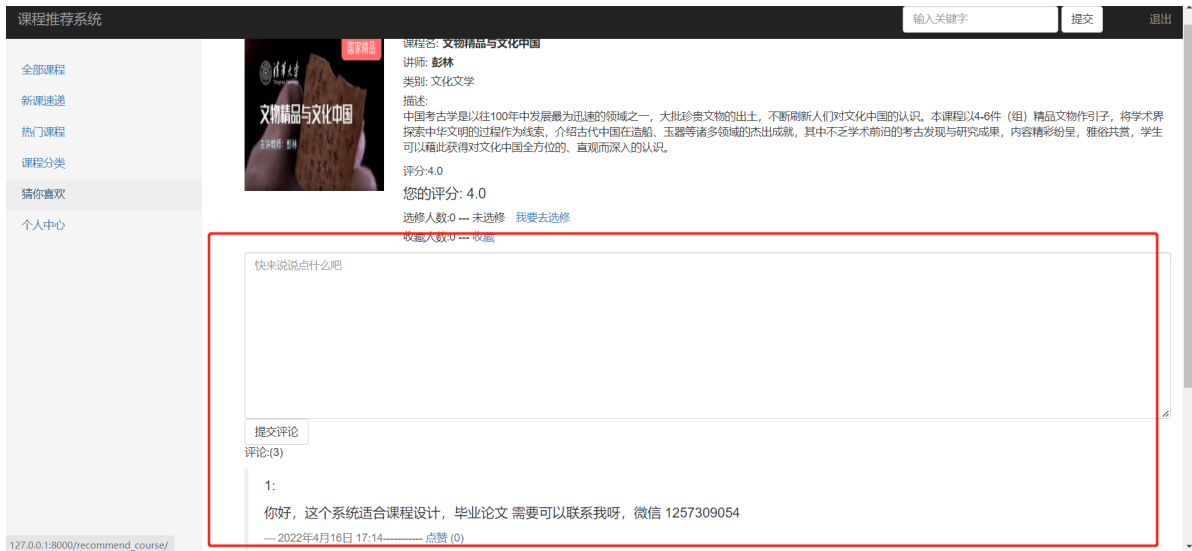 课程推荐系统
输入关键字
提交
退出
全部课程
新课速递
热门课程
课程分类
猜你喜欢
个人中心
国家精品
清华大学
文物精品与文化中国
主讲教师: 彭林
课程名: 文物精品与文化中国
讲师: 彭林
类别: 文化文学
描述:
中国考古学是以往100年中发展最为迅速的领域之一，大批珍贵文物的出土，不断刷新人们对文化中国的认识。本课程以4-6件（组）精品文物作引子，将学术界
探索中华文明的过程作为线索，介绍古代中国在造船、玉器等诸多领域的杰出成就，其中不乏学术前沿的考古发现与研究成果，内容精彩纷呈，雅俗共赏，学生
可以藉此获得对文化中国全方位的、直观而深入的认识。
评分:4.0
您的评分: 4.0
选修人数:0 --- 未选修 我要去选修
收藏人数:0 --- 收藏
快来说说点什么吧
提交评论
评论:(3)
1:
你好，这个系统适合课程设计，毕业论文 需要可以联系我呀，微信 1257309054
— 2022年4月16日 17:14----------- 点赞 (0)
127.0.0.1:8000/recommend_course/